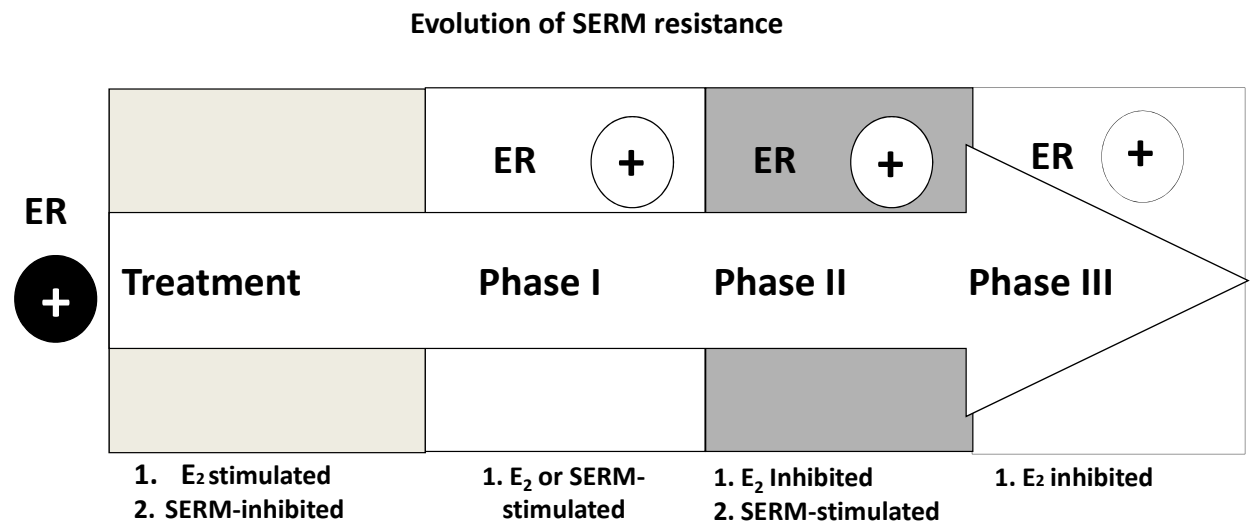 Evolution of SERM resistance
ER
+
ER
+
ER
+
ER
+
Treatment
Phase I
Phase II
Phase III
1. E₂ stimulated
2. SERM-inhibited
1. E₂ or SERM-
stimulated
1. E₂ Inhibited
2. SERM-stimulated
1. E₂ inhibited